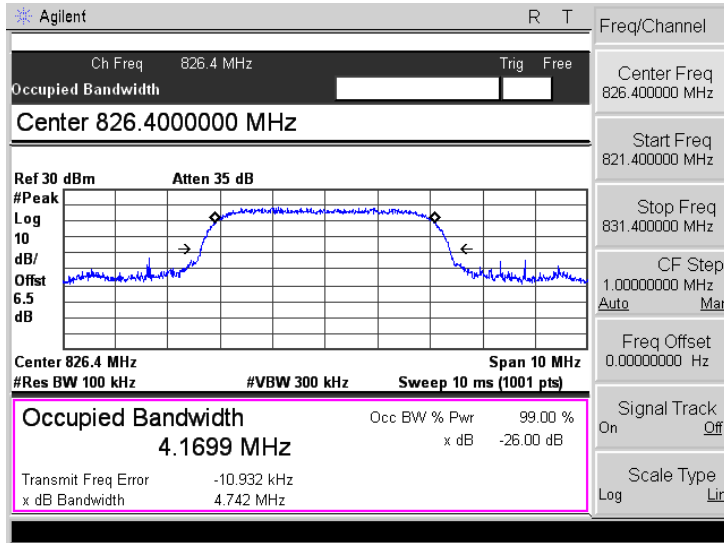 Agilent R T
Ch Freq 826.4 MHz Trig Free
Occupied Bandwidth
Center 826.4000000 MHz
Ref 30 dBm Atten 35 dB
#Peak
Log
10
dB/
Offst
6.5
dB
Center 826.4 MHz Span 10 MHz
#Res BW 100 kHz #VBW 300 kHz Sweep 10 ms (1001 pts)
Occupied Bandwidth Occ BW % Pwr 99.00 %
4.1699 MHz x dB -26.00 dB
Transmit Freq Error -10.932 kHz
x dB Bandwidth 4.742 MHz
Freq/Channel
Center Freq
826.400000 MHz
Start Freq
821.400000 MHz
Stop Freq
831.400000 MHz
CF Step
1.00000000 MHz
Auto Mar
Freq Offset
0.00000000 Hz
Signal Track
On Off
Scale Type
Log Lin